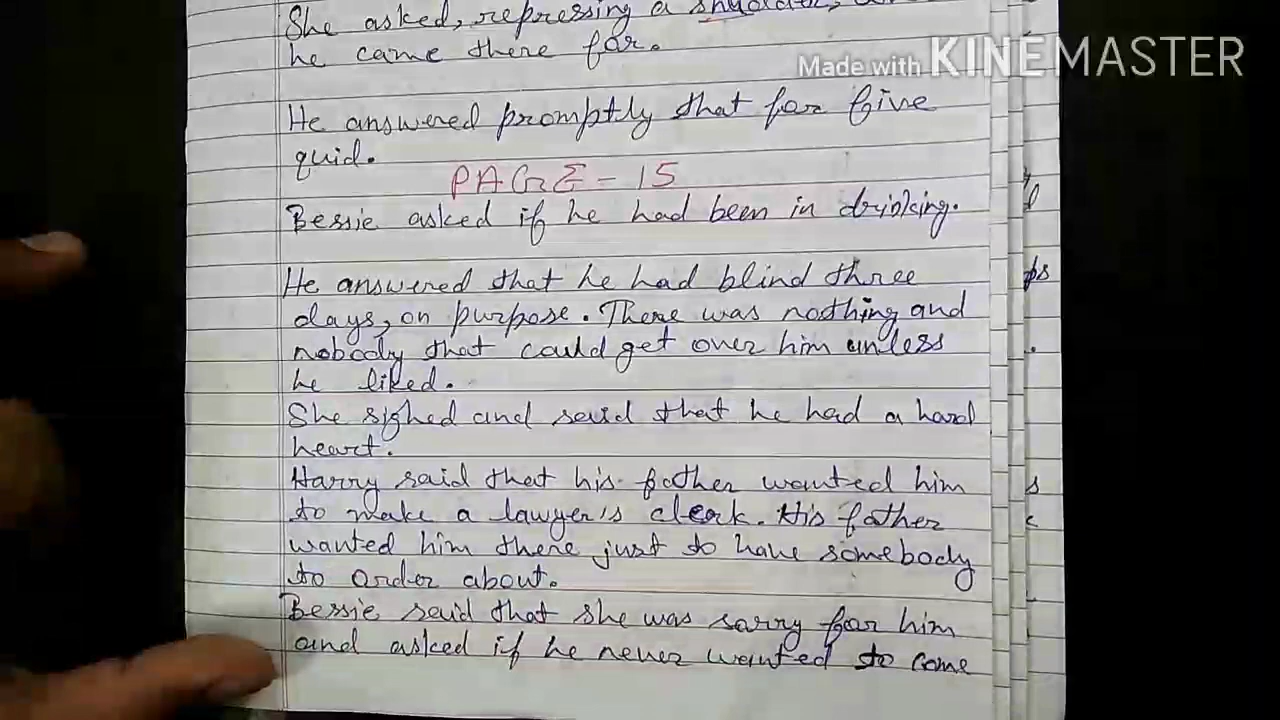 She asked, repressing a shudder,
he came there for.
Made with KINEMASTER
He answered promptly that for five
quid.
PAGE - 15
Bessie asked if he had been in drinking.
He answered that he had blind three
days, on purpose. There was nothing and
nobody that could get over him unless
he liked.
She sighed and said that he had a hard
heart.
Harry said that his father wanted him
to make a lawyer's clerk. His father
wanted him there just to have somebody
to order about.
Bessie said that she was sorry for him
and asked if he never wanted to come